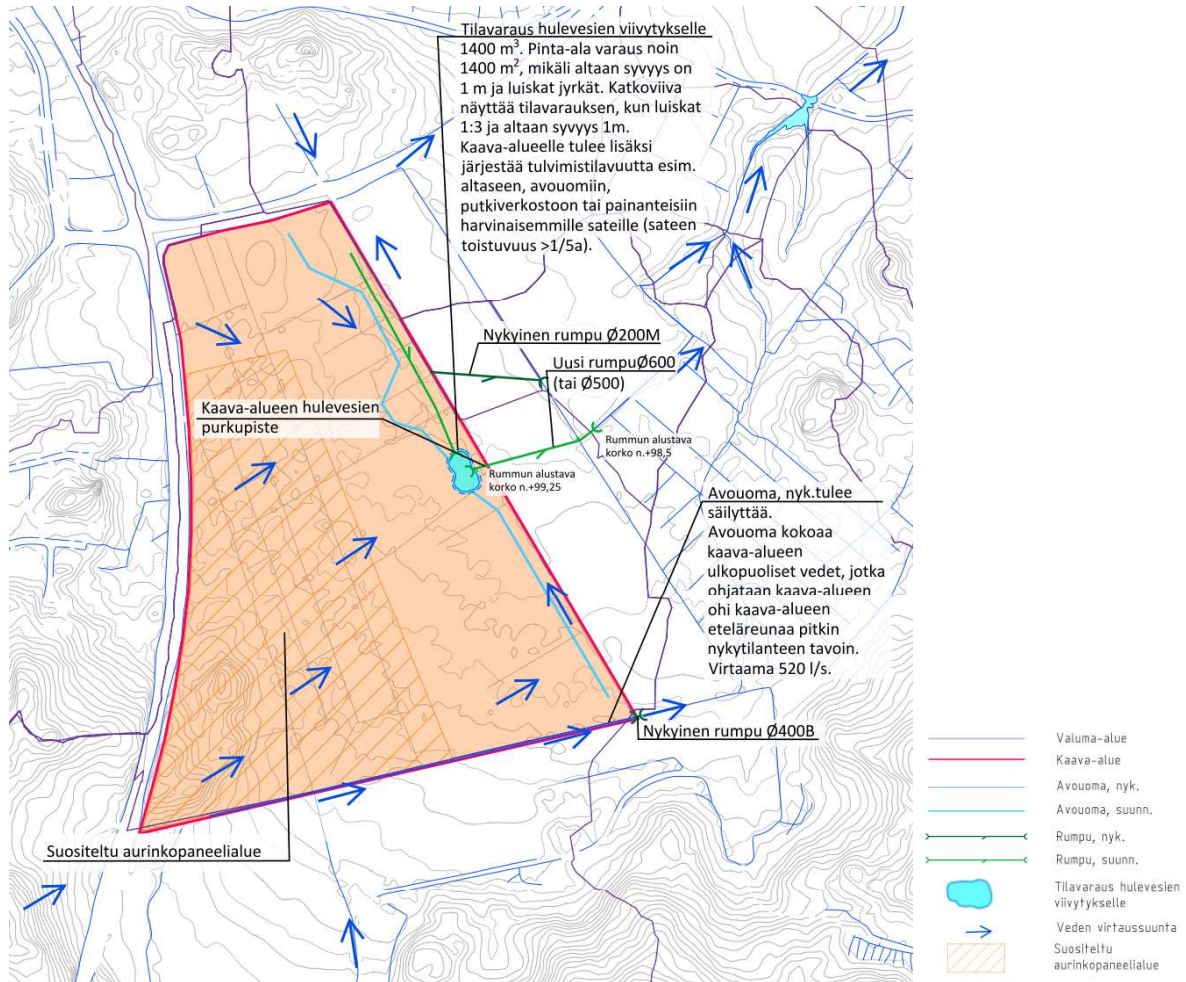 Tilavaraus hulevesien viivytykselle
1400 m³. Pinta-ala varaus noin
1400 m², mikäli altaan syvyys on
1 m ja luiskat jyrkät. Katkoviiva
näyttää tilavarauksen, kun luiskat
1:3 ja altaan syvyys 1m.
Kaava-alueelle tulee lisäksi
järjestää tulvimistilavuutta esim.
altaseen, avouomiin,
putkiverkostoon tai painanteisiin
harvinaisemmille sateille (sateen
toistuvuus >1/5a).
Nykyinen rumpu Ø200M
Uusi rumpuØ600
(tai Ø500)
Kaava-alueen hulevesien
purkupiste
Rummun alustava
korko n.+98,5
Rummun alustava
korko n.+99,25
Avouoma, nyk.tulee
säilyttää.
Avouoma kokoaa
kaava-alueen
ulkopuoliset vedet, jotka
ohjataan kaava-alueen
ohi kaava-alueen
eteläreunaa pitkin
nykytilanteen tavoin.
Virtaama 520 l/s.
Nykyinen rumpu Ø400B
Suositeltu aurinkopaneelialue
Valuma-alue
Kaava-alue
Avouoma, nyk.
Avouoma, suunn.
Rumpu, nyk.
Rumpu, suunn.
Tilavaraus hulevesien
viivytykselle
Veden virtaussuunta
Suositeltu
aurinkopaneelialue